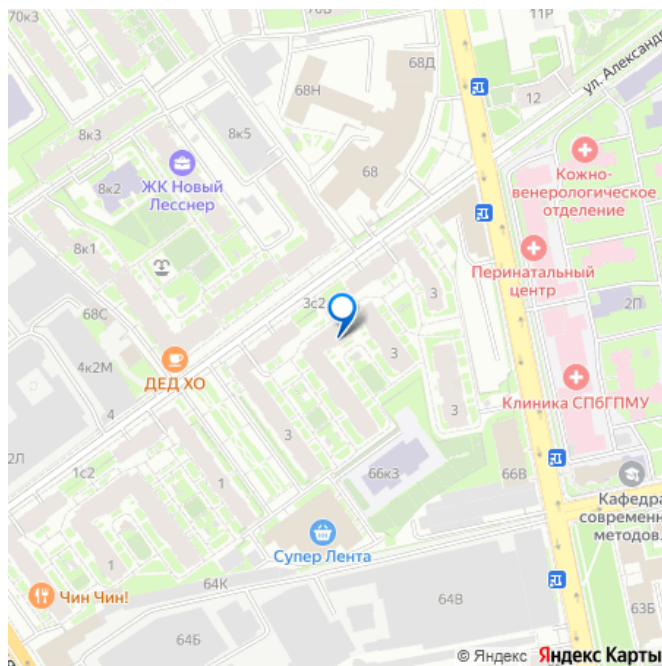 70к3
68В
11Р
68Д
68Н
12
ул. Александр
8к3
8к5
68
Кожно-
венерологическое
отделение
8к2
ЖК Новый
Лесснер
8к1
Перинатальный
центр
2П
3с2
3
68С
4к2М
ДЕД ХО
3
4
Клиника СПбГПМУ
3
3
2Л
1с2
1
66к3
66В
Кафедра
современн
методов.
Супер Лента
64К
1
Чин Чин!
64В
63Б
64Б
© Яндекс Яндекс Карты